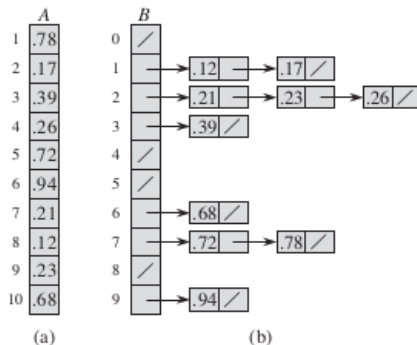 A B
1 .78 0 /
2 .17 1 .12 .17 /
3 .39 2 .21 .23 .26 /
4 .26 3 .39 /
5 .72 4 /
6 .94 5 /
7 .21 6 .68 /
8 .12 7 .72 .78 /
9 .23 8 /
10 .68 9 .94 /
(a) (b)